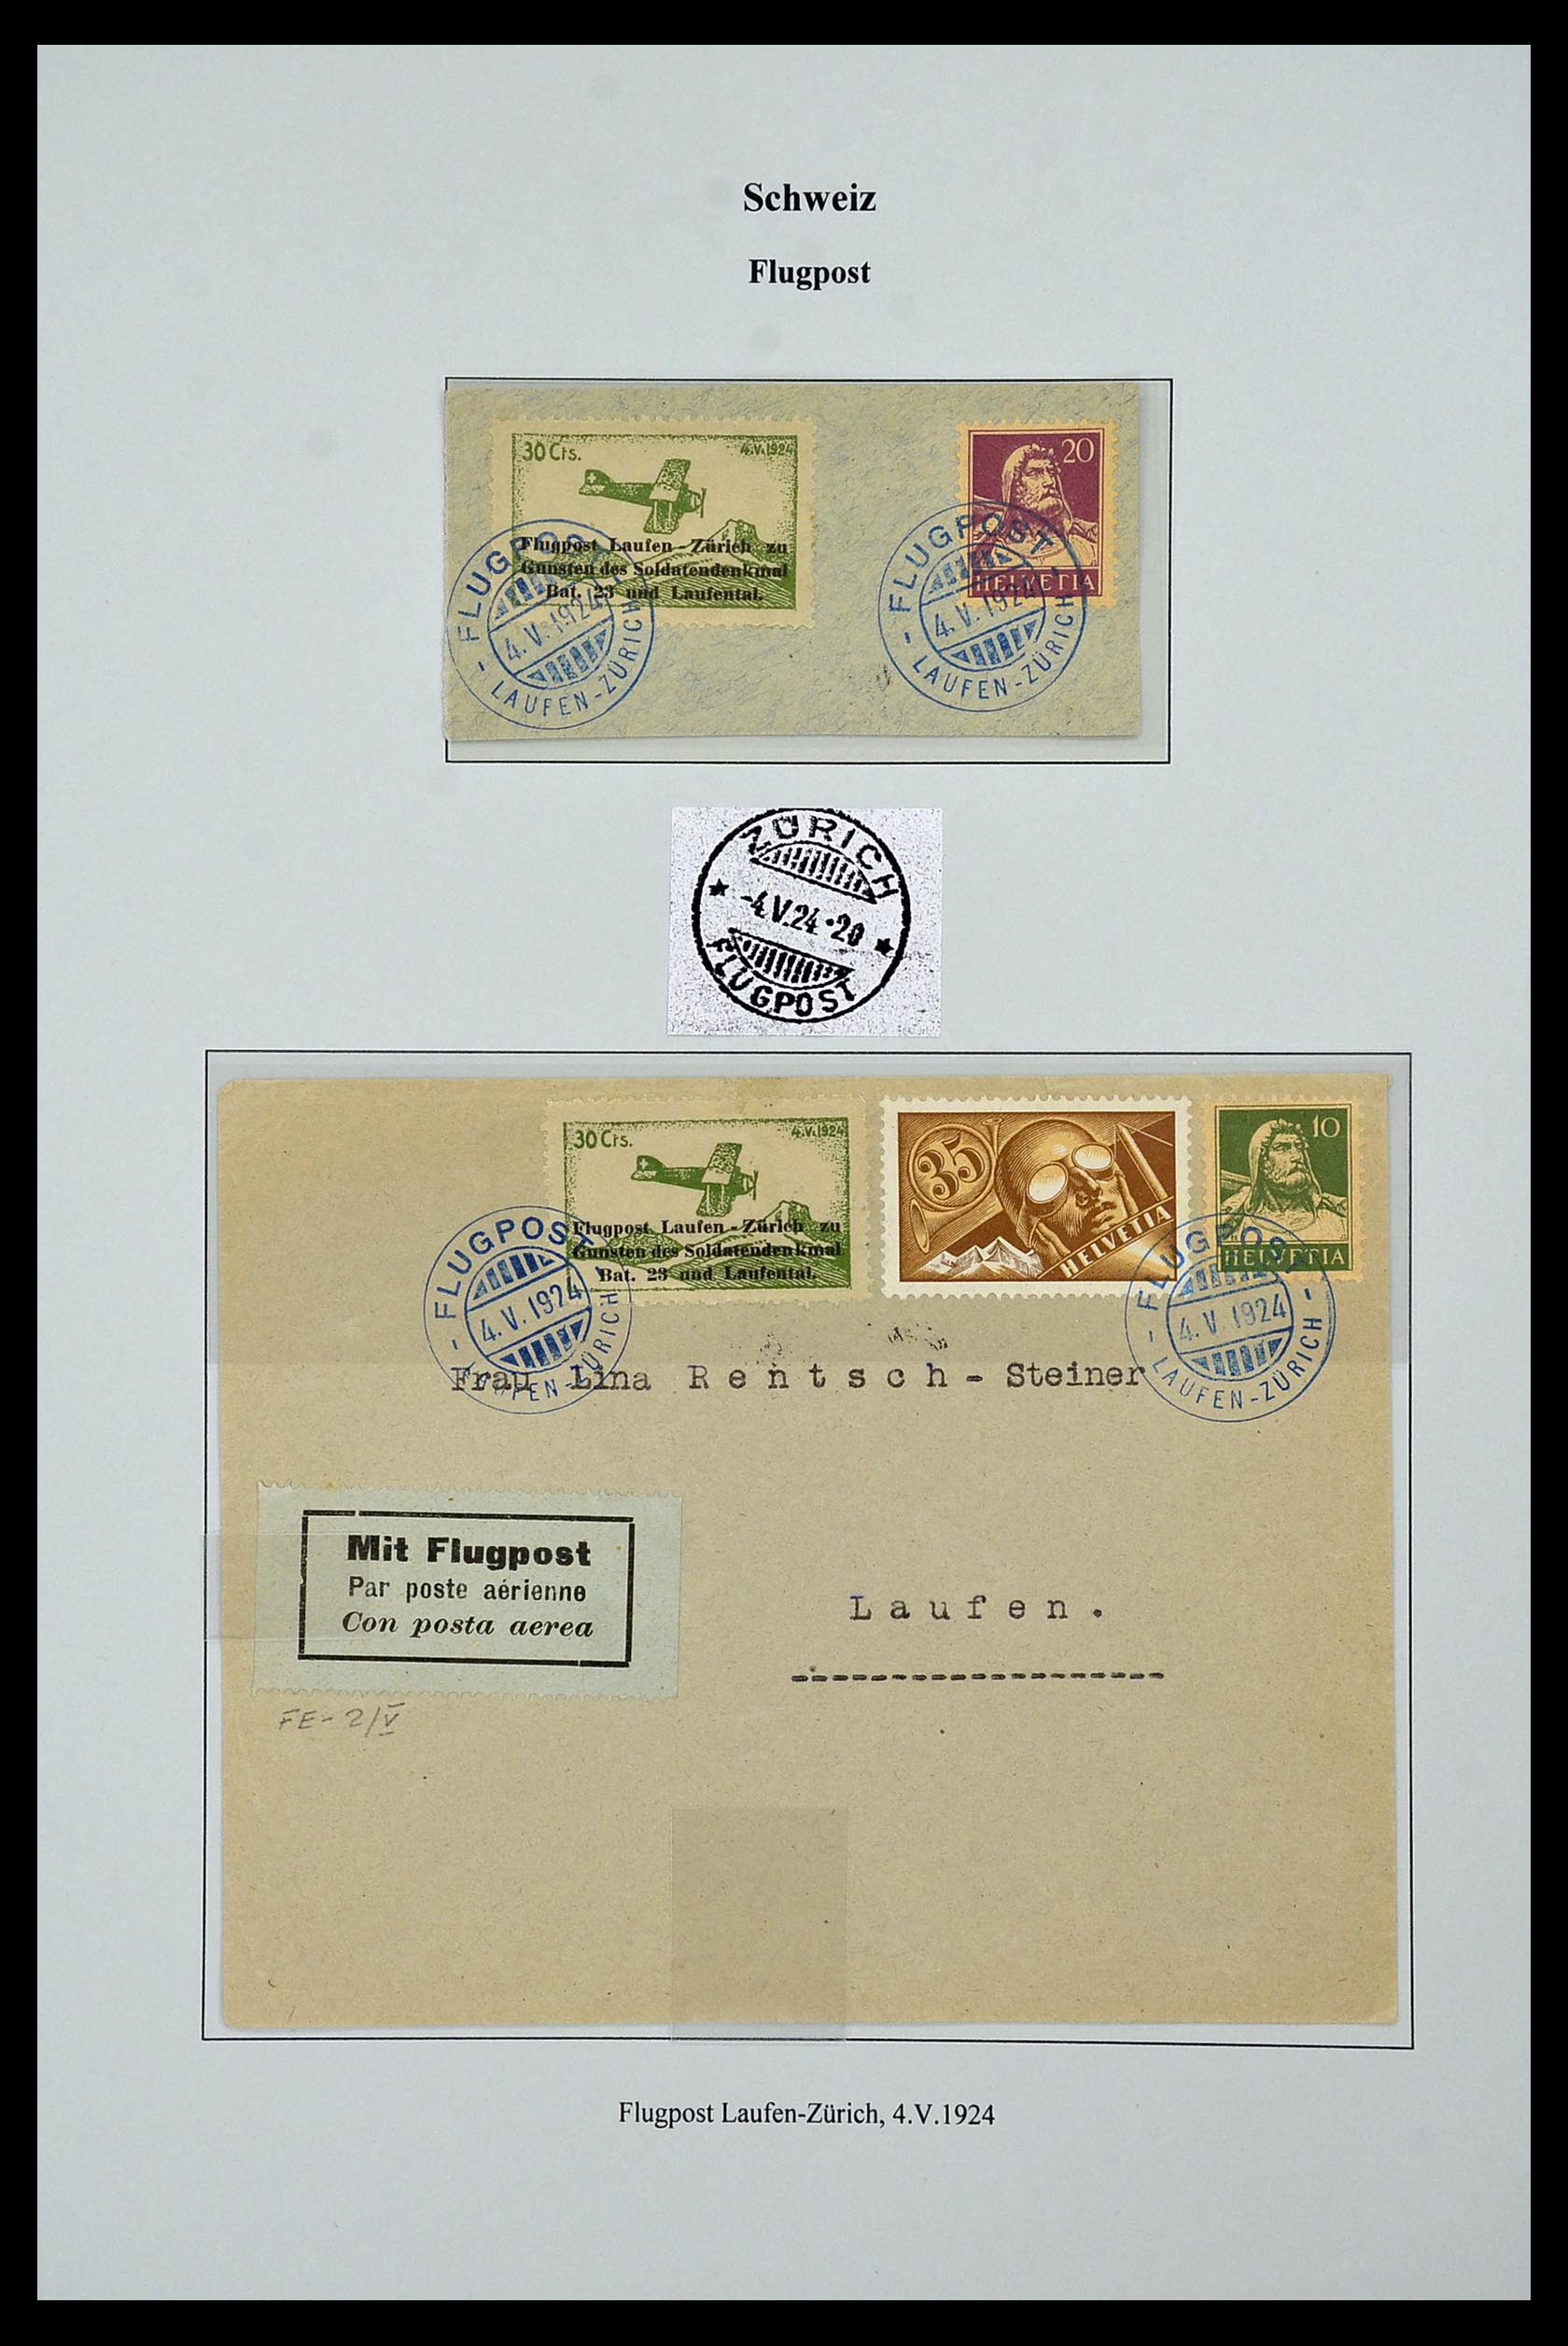 Schweiz
Flugpost
30 Cts. 4.V.1924
Flugpost Laufen-Zürich zu
Gunsten des Soldatendenkmal
Bat. 23 und Laufental.
20
HELVETIA
- FLUGPOST -
4.V.1924
LAUFEN-ZÜRICH
- FLUGPOST -
4.V.1924
LAUFEN-ZÜRICH
ZÜRICH
-4.V.24-20
FLUGPOST
30 Cts. 4.V.1924
Flugpost Laufen-Zürich zu
Gunsten des Soldatendenkmal
Bat. 23 und Laufental.
35
HELVETIA
10
HELVETIA
- FLUGPOST -
4.V.1924
LAUFEN-ZÜRICH
- FLUGPOST -
4.V.1924
LAUFEN-ZÜRICH
Frau Lina Rentsch-Steiner
Mit Flugpost
Par poste aérienne
Con posta aerea
Laufen.
FE-2/V
Flugpost Laufen-Zürich, 4.V.1924